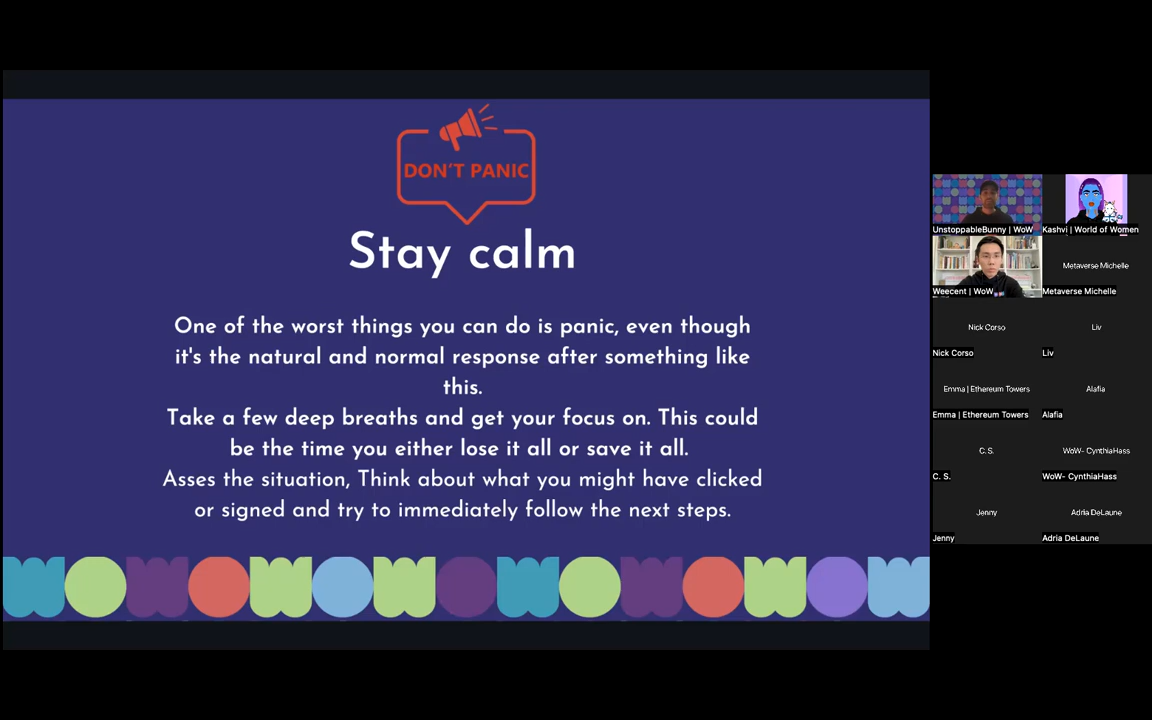 DON'T PANIC
Stay calm
One of the worst things you can do is panic, even though
it's the natural and normal response after something like
this.
Take a few deep breaths and get your focus on. This could
be the time you either lose it all or save it all.
Asses the situation, Think about what you might have clicked
or signed and try to immediately follow the next steps.
UnstoppableBunny | WoW
Kashvi | World of Women
Weecent | WoW
Metaverse Michelle
Metaverse Michelle
Nick Corso
Liv
Nick Corso
Liv
Emma | Ethereum Towers
Alafia
Emma | Ethereum Towers
Alafia
C. S.
WoW- CynthiaHass
C. S.
WoW- CynthiaHass
Jenny
Adria DeLaune
Jenny
Adria DeLaune